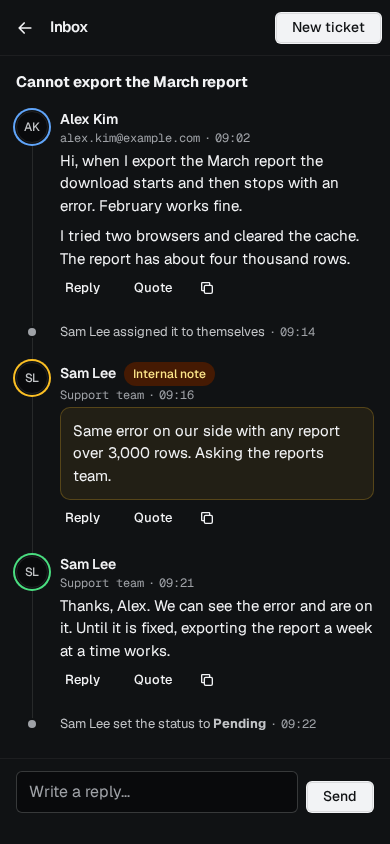 Inbox
New ticket
Cannot export the March report
AK
Alex Kim
alex.kim@example.com · 09:02
Hi, when I export the March report the
download starts and then stops with an
error. February works fine.
I tried two browsers and cleared the cache.
The report has about four thousand rows.
Reply Quote
Sam Lee assigned it to themselves · 09:14
SL
Sam Lee Internal note
Support team · 09:16
Same error on our side with any report
over 3,000 rows. Asking the reports
team.
Reply Quote
SL
Sam Lee
Support team · 09:21
Thanks, Alex. We can see the error and are on
it. Until it is fixed, exporting the report a week
at a time works.
Reply Quote
Sam Lee set the status to Pending · 09:22
Write a reply...
Send